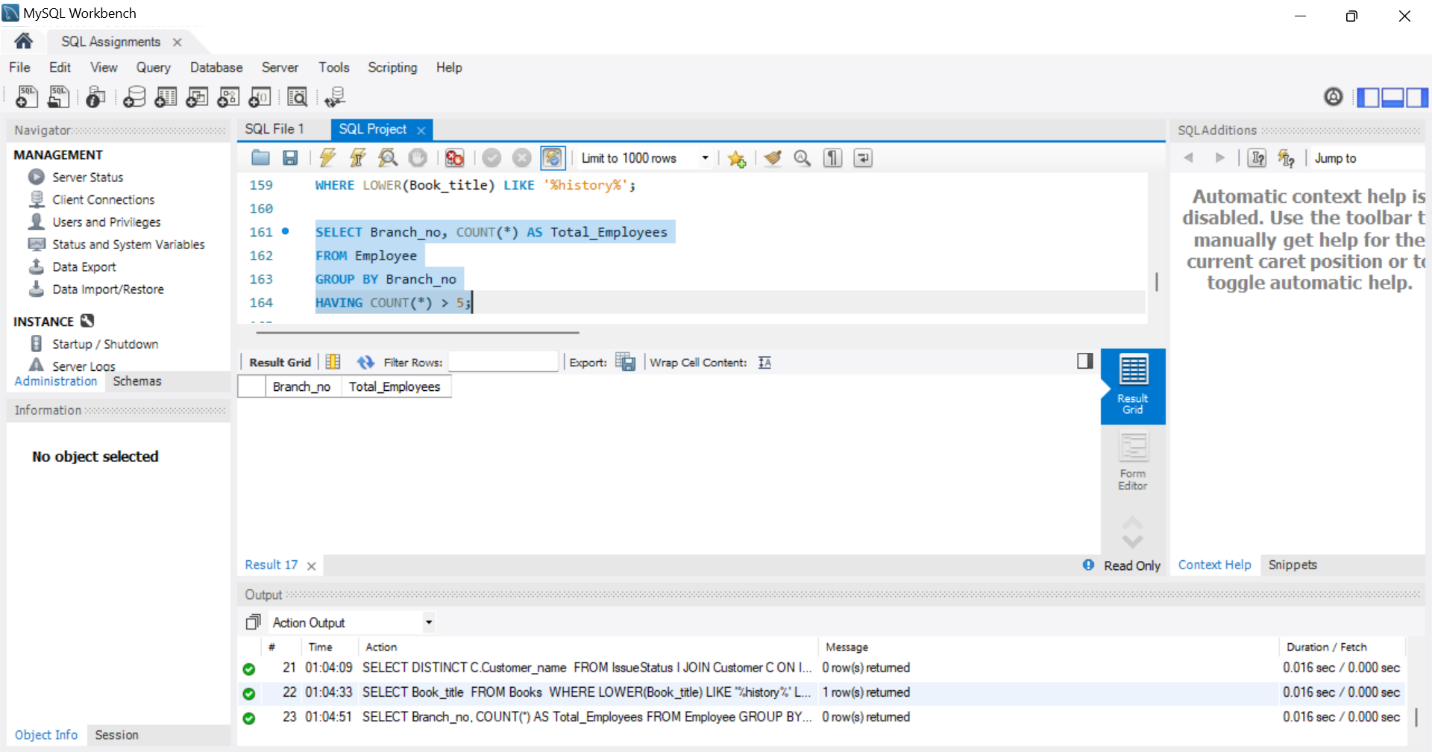 MySQL Workbench
SQL Assignments
File Edit View Query Database Server Tools Scripting Help
Navigator
MANAGEMENT
Server Status
Client Connections
Users and Privileges
Status and System Variables
Data Export
Data Import/Restore
INSTANCE
Startup / Shutdown
Server Logs
Administration Schemas
Information
No object selected
Object Info Session
SQL File 1 SQL Project
Limit to 1000 rows
159 WHERE LOWER(Book_title) LIKE '%history%';
160
161 SELECT Branch_no, COUNT(*) AS Total_Employees
162 FROM Employee
163 GROUP BY Branch_no
164 HAVING COUNT(*) > 5;
Result Grid Filter Rows: Export: Wrap Cell Content:
Branch_no Total_Employees
Result
Grid
Form
Editor
Result 17 Read Only
SQLAdditions
Jump to
Automatic context help is
disabled. Use the toolbar t
manually get help for the
current caret position or to
toggle automatic help.
Context Help Snippets
Output
Action Output
# Time Action Message Duration / Fetch
21 01:04:09 SELECT DISTINCT C.Customer_name FROM IssueStatus I JOIN Customer C ON I... 0 row(s) returned 0.016 sec / 0.000 sec
22 01:04:33 SELECT Book_title FROM Books WHERE LOWER(Book_title) LIKE '%history%' L... 1 row(s) returned 0.016 sec / 0.000 sec
23 01:04:51 SELECT Branch_no, COUNT(*) AS Total_Employees FROM Employee GROUP BY... 0 row(s) returned 0.016 sec / 0.000 sec